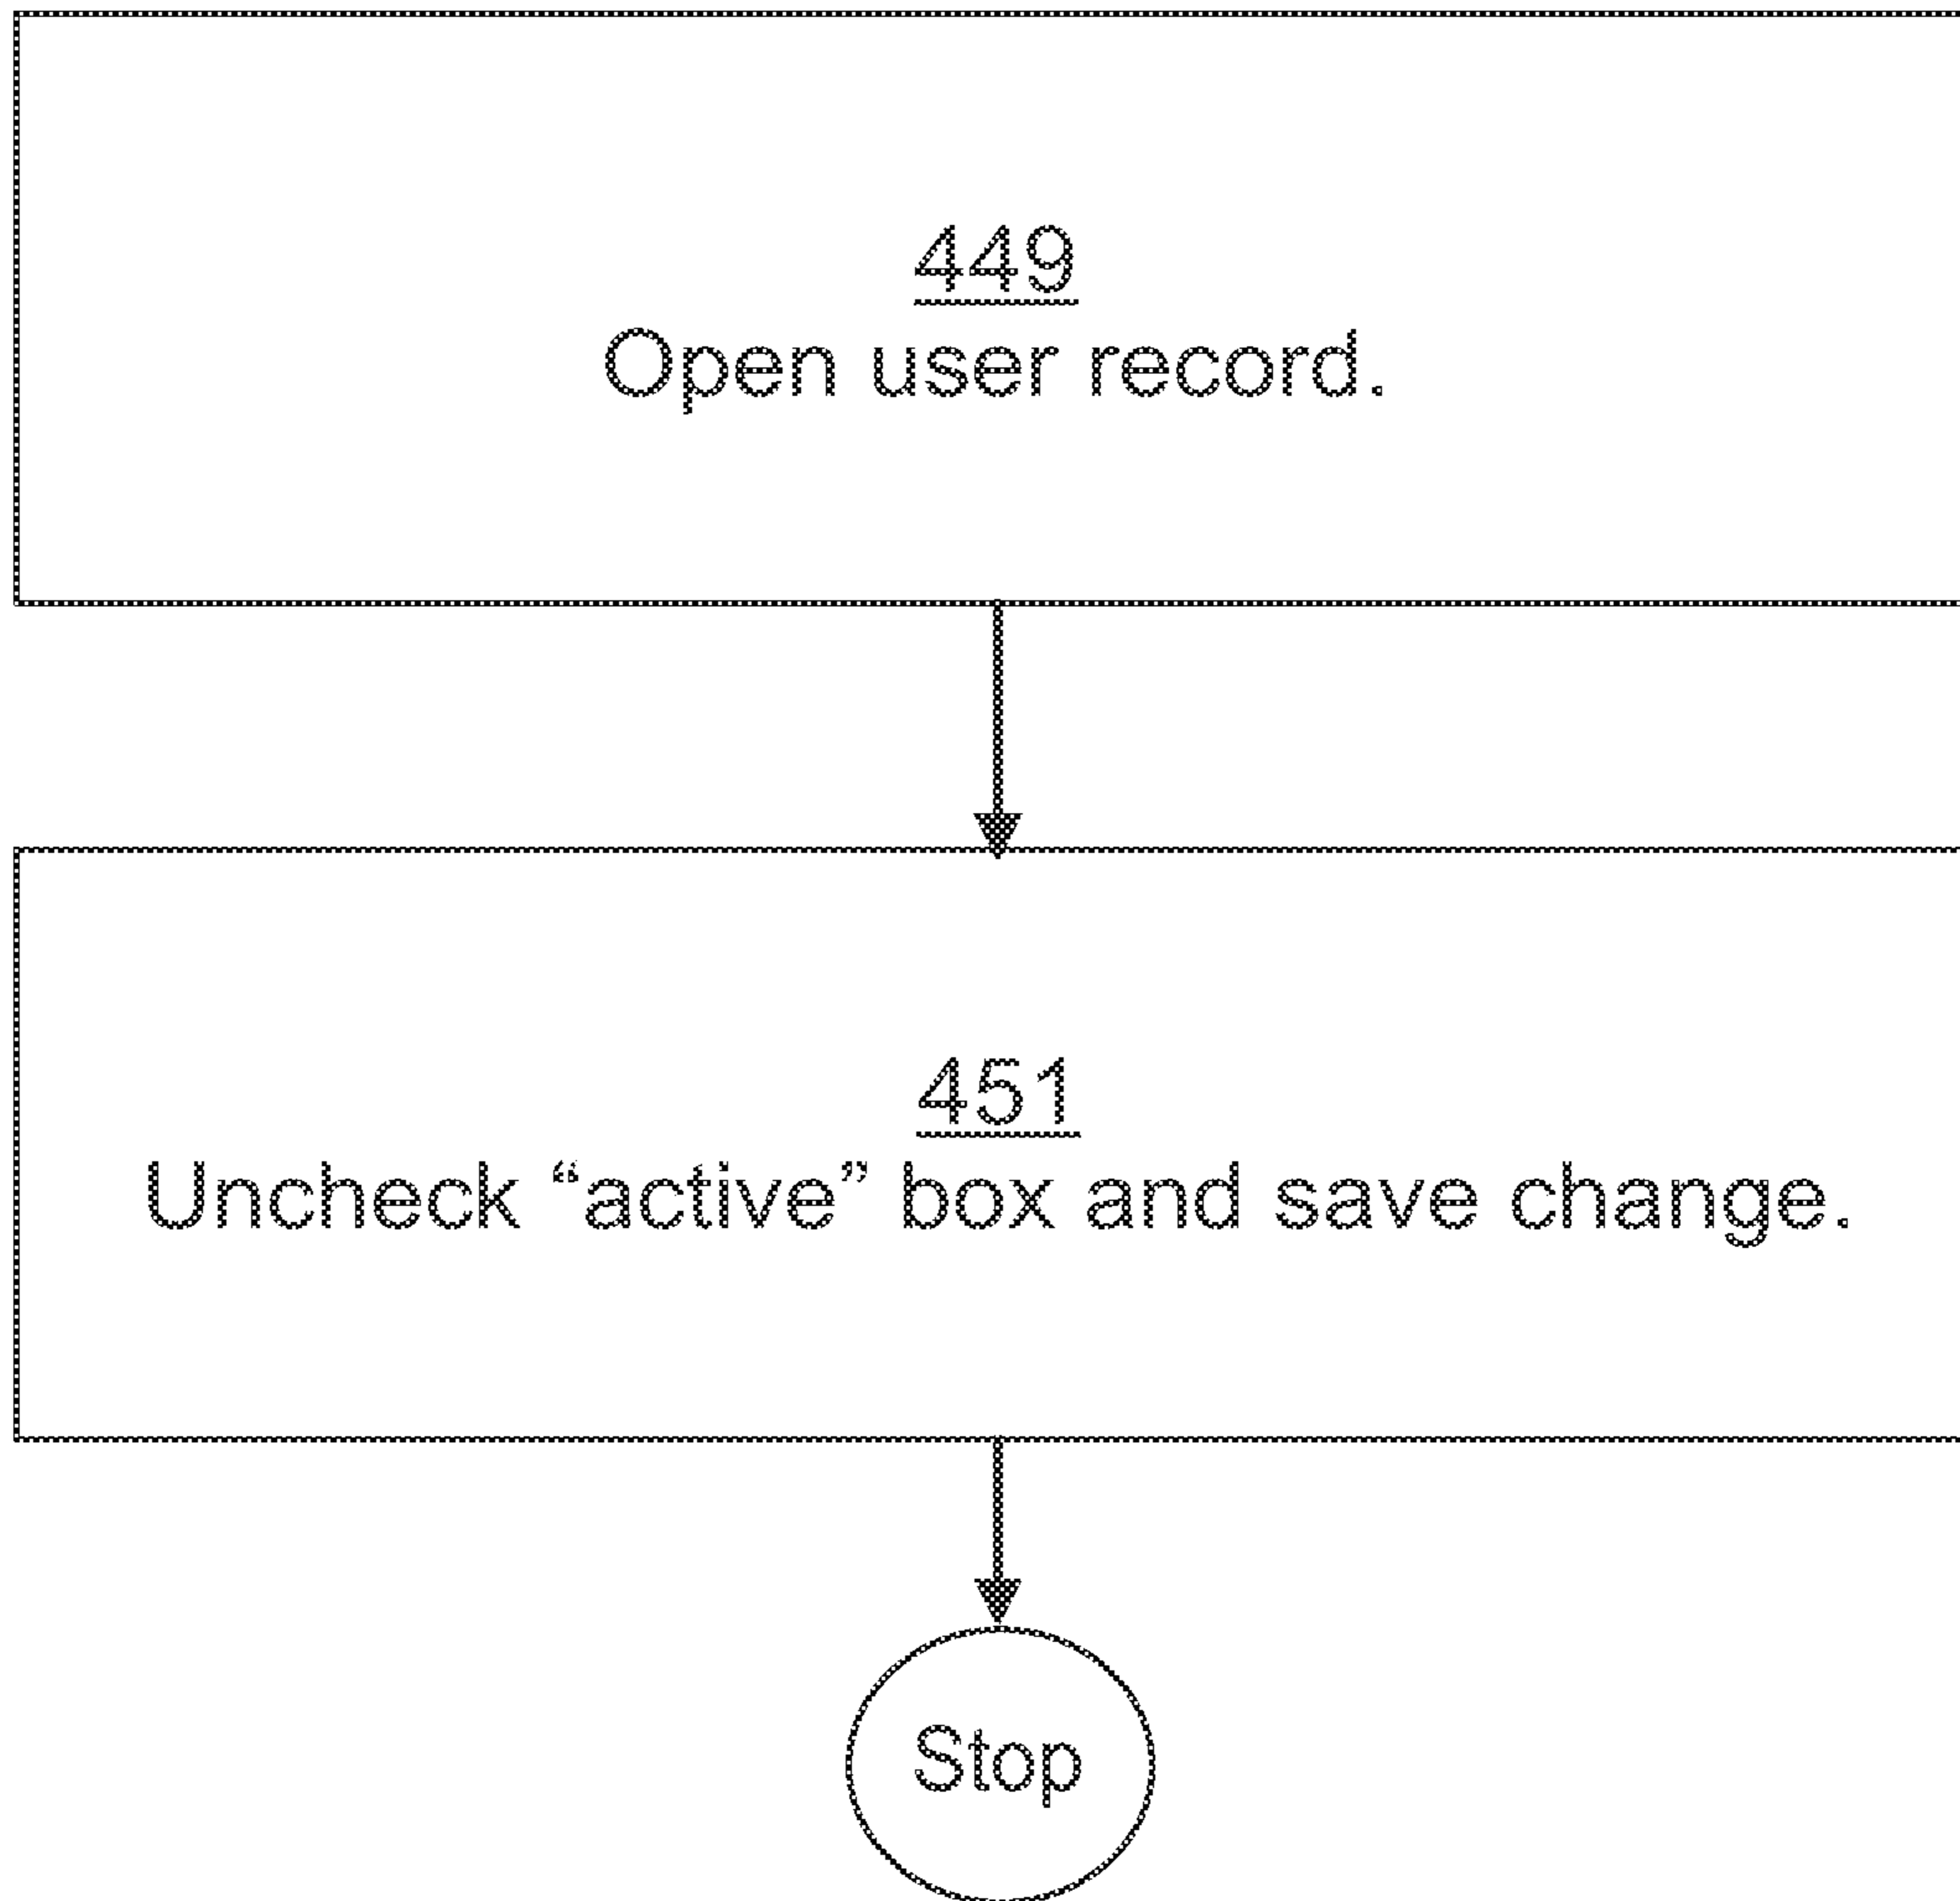 449
Open user record.
451
Uncheck “active” box and save change.
Stop